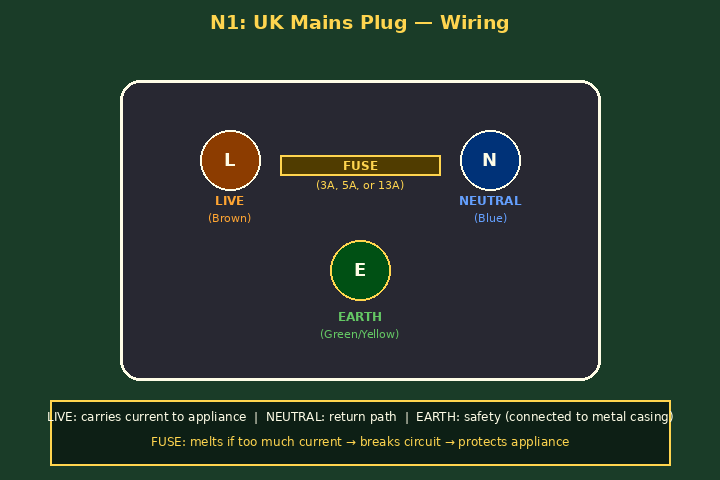 N1: UK Mains Plug — Wiring
L
FUSE
N
(3A, 5A, or 13A)
LIVE
NEUTRAL
(Brown)
(Blue)
E
EARTH
(Green/Yellow)
LIVE: carries current to appliance | NEUTRAL: return path | EARTH: safety (connected to metal casing)
FUSE: melts if too much current → breaks circuit → protects appliance